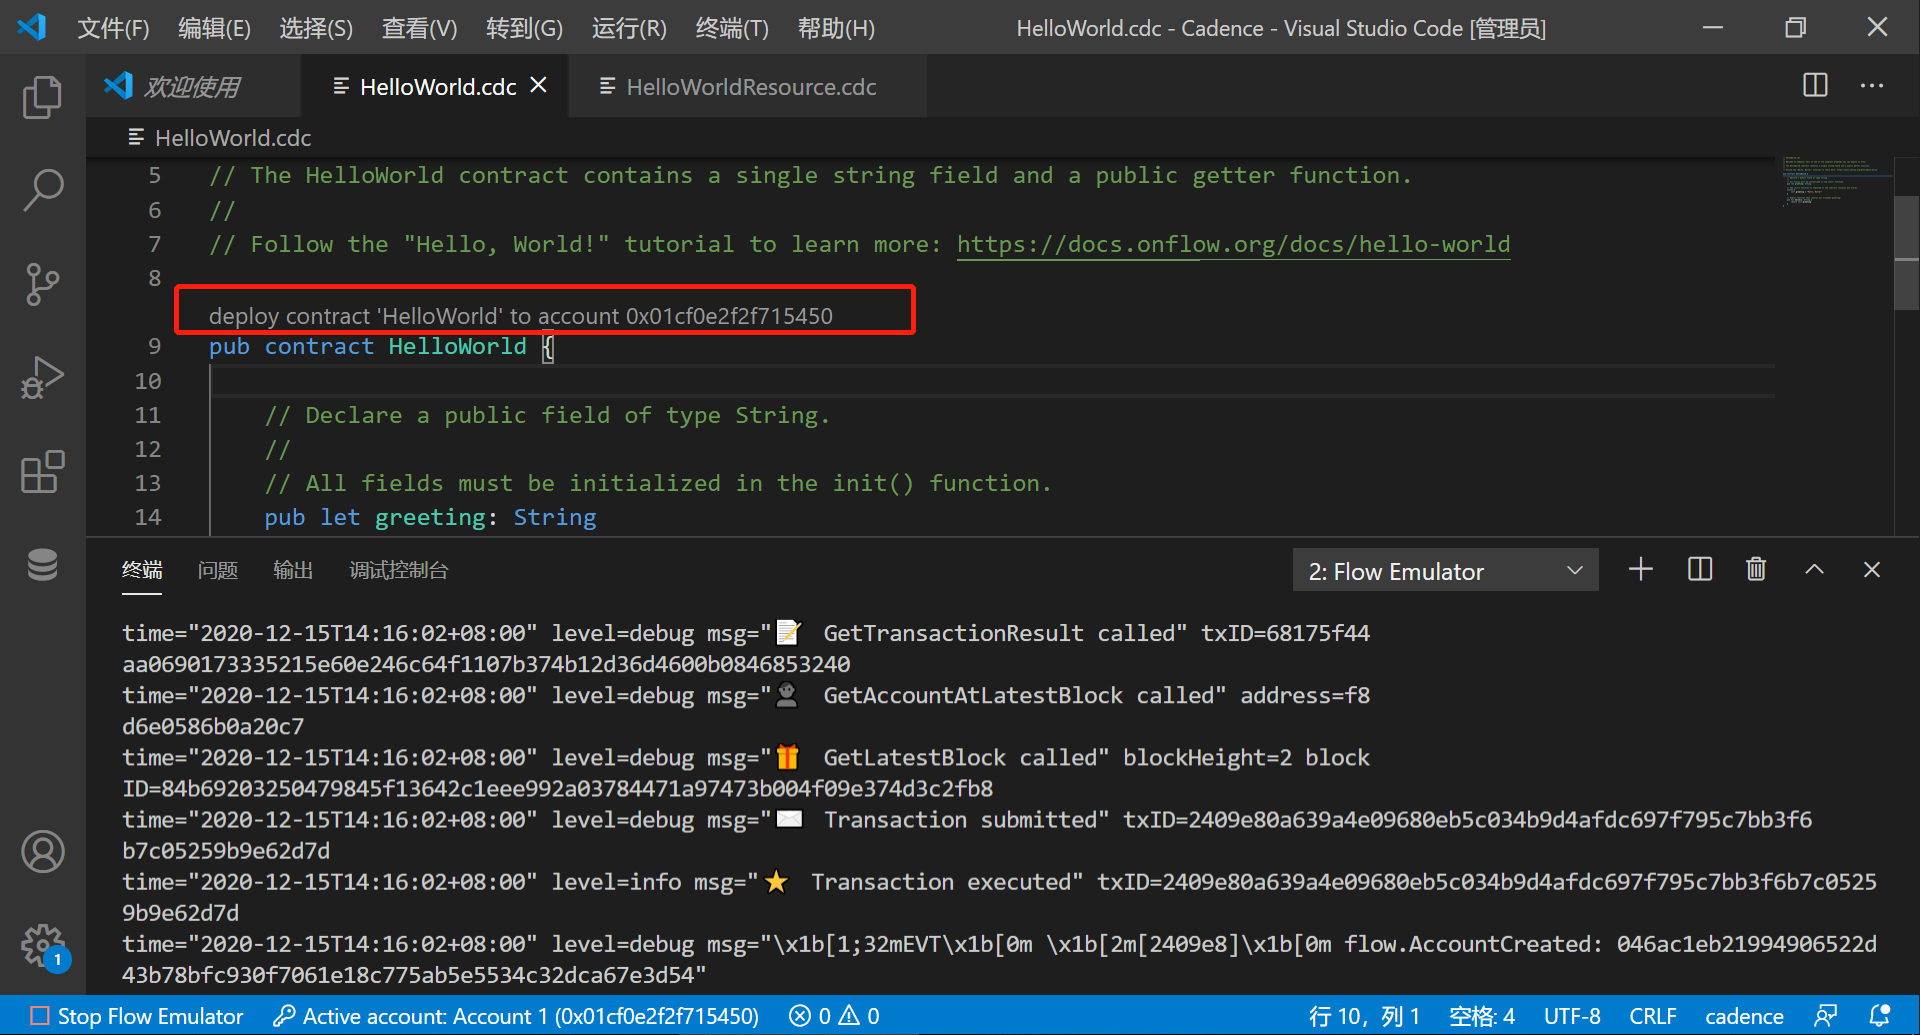 文件(F) 编辑(E) 选择(S) 查看(V) 转到(G) 运行(R) 终端(T) 帮助(H) HelloWorld.cdc - Cadence - Visual Studio Code [管理员]
欢迎使用 HelloWorld.cdc HelloWorldResource.cdc
HelloWorld.cdc
5 // The HelloWorld contract contains a single string field and a public getter function.
6 //
7 // Follow the "Hello, World!" tutorial to learn more: https://docs.onflow.org/docs/hello-world
8
deploy contract 'HelloWorld' to account 0x01cf0e2f2f715450
9 pub contract HelloWorld {
10
11 // Declare a public field of type String.
12 //
13 // All fields must be initialized in the init() function.
14 pub let greeting: String
终端 问题 输出 调试控制台 2: Flow Emulator
time="2020-12-15T14:16:02+08:00" level=debug msg="📝 GetTransactionResult called" txID=68175f44
aa0690173335215e60e246c64f1107b374b12d36d4600b0846853240
time="2020-12-15T14:16:02+08:00" level=debug msg="👤 GetAccountAtLatestBlock called" address=f8
d6e0586b0a20c7
time="2020-12-15T14:16:02+08:00" level=debug msg="🎁 GetLatestBlock called" blockHeight=2 block
ID=84b69203250479845f13642c1eee992a03784471a97473b004f09e374d3c2fb8
time="2020-12-15T14:16:02+08:00" level=debug msg="✉️ Transaction submitted" txID=2409e80a639a4e09680eb5c034b9d4afdc697f795c7bb3f6
b7c05259b9e62d7d
time="2020-12-15T14:16:02+08:00" level=info msg="⭐ Transaction executed" txID=2409e80a639a4e09680eb5c034b9d4afdc697f795c7bb3f6b7c0525
9b9e62d7d
time="2020-12-15T14:16:02+08:00" level=debug msg="\x1b[1;32mEVT\x1b[0m \x1b[2m[2409e8]\x1b[0m flow.AccountCreated: 046ac1eb21994906522d
43b78bfc930f7061e18c775ab5e5534c32dca67e3d54"
1
Stop Flow Emulator Active account: Account 1 (0x01cf0e2f2f715450) 0 0 行 10，列 1 空格: 4 UTF-8 CRLF cadence